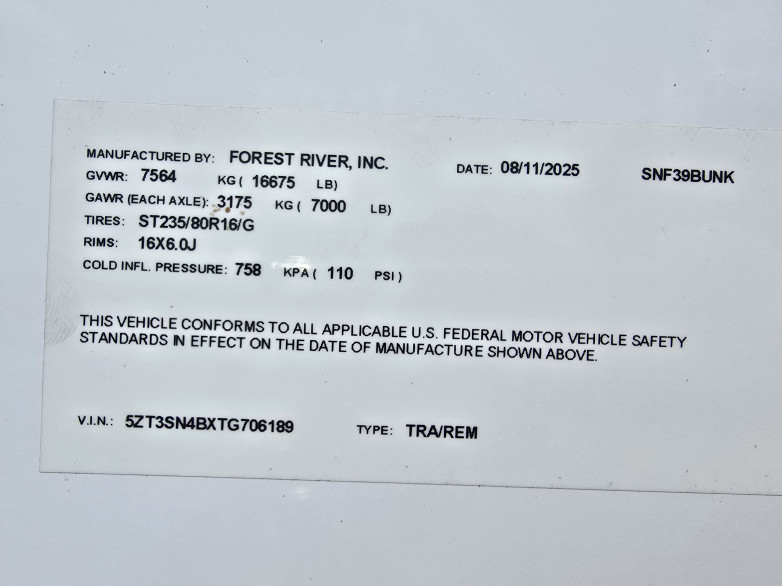 MANUFACTURED BY: FOREST RIVER, INC. DATE: 08/11/2025 SNF39BUNK
GVWR: 7564 KG ( 16675 LB)
GAWR (EACH AXLE): 3175 KG ( 7000 LB)
TIRES: ST235/80R16/G
RIMS: 16X6.0J
COLD INFL. PRESSURE: 758 KPA ( 110 PSI )
THIS VEHICLE CONFORMS TO ALL APPLICABLE U.S. FEDERAL MOTOR VEHICLE SAFETY
STANDARDS IN EFFECT ON THE DATE OF MANUFACTURE SHOWN ABOVE.
V.I.N.: 5ZT3SN4BXTG706189 TYPE: TRA/REM